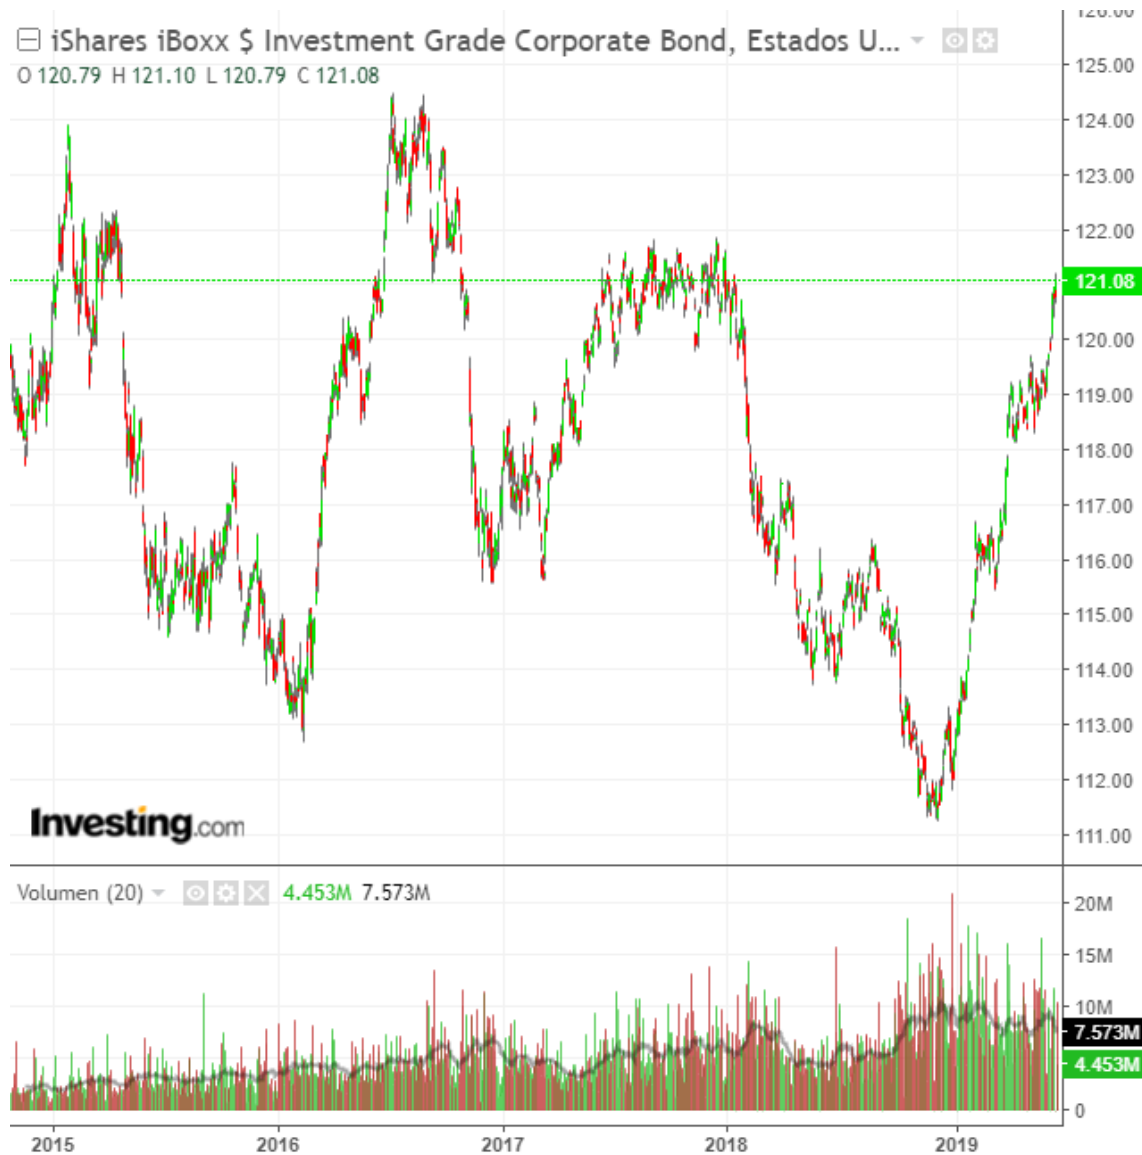 iShares iBoxx $ Investment Grade Corporate Bond, Estados U...
O 120.79 H 121.10 L 120.79 C 121.08
126.00
125.00
124.00
123.00
122.00
121.08
120.00
119.00
118.00
117.00
116.00
115.00
114.00
113.00
112.00
111.00
Investing.com
Volumen (20) 4.453M 7.573M
20M
15M
10M
7.573M
4.453M
0
2015 2016 2017 2018 2019